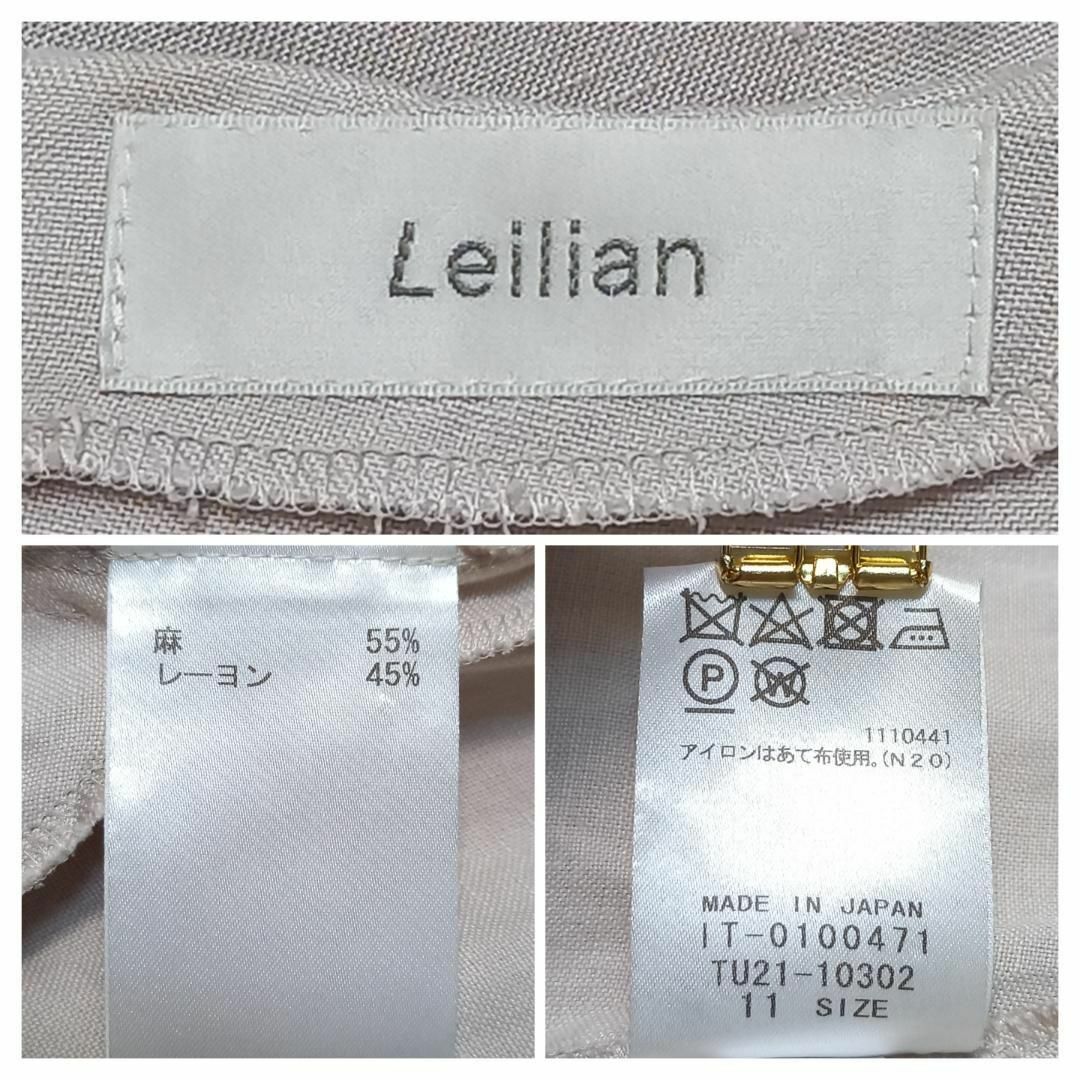 Leilian
麻 55%
レーヨン 45%
P W
1110441
アイロンはあて布使用。(N20)
MADE IN JAPAN
IT-0100471
TU21-10302
11 SIZE